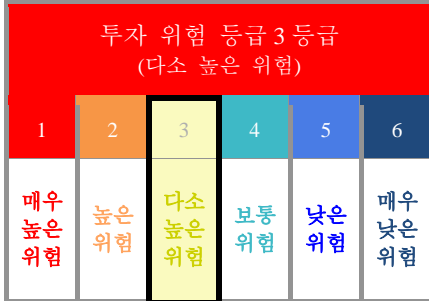 투자 위험 등급 3 등급
(다소 높은 위험)
1 2 3 4 5 6
매우 높은 위험
높은 위험
다소 높은 위험
보통 위험
낮은 위험
매우 낮은 위험